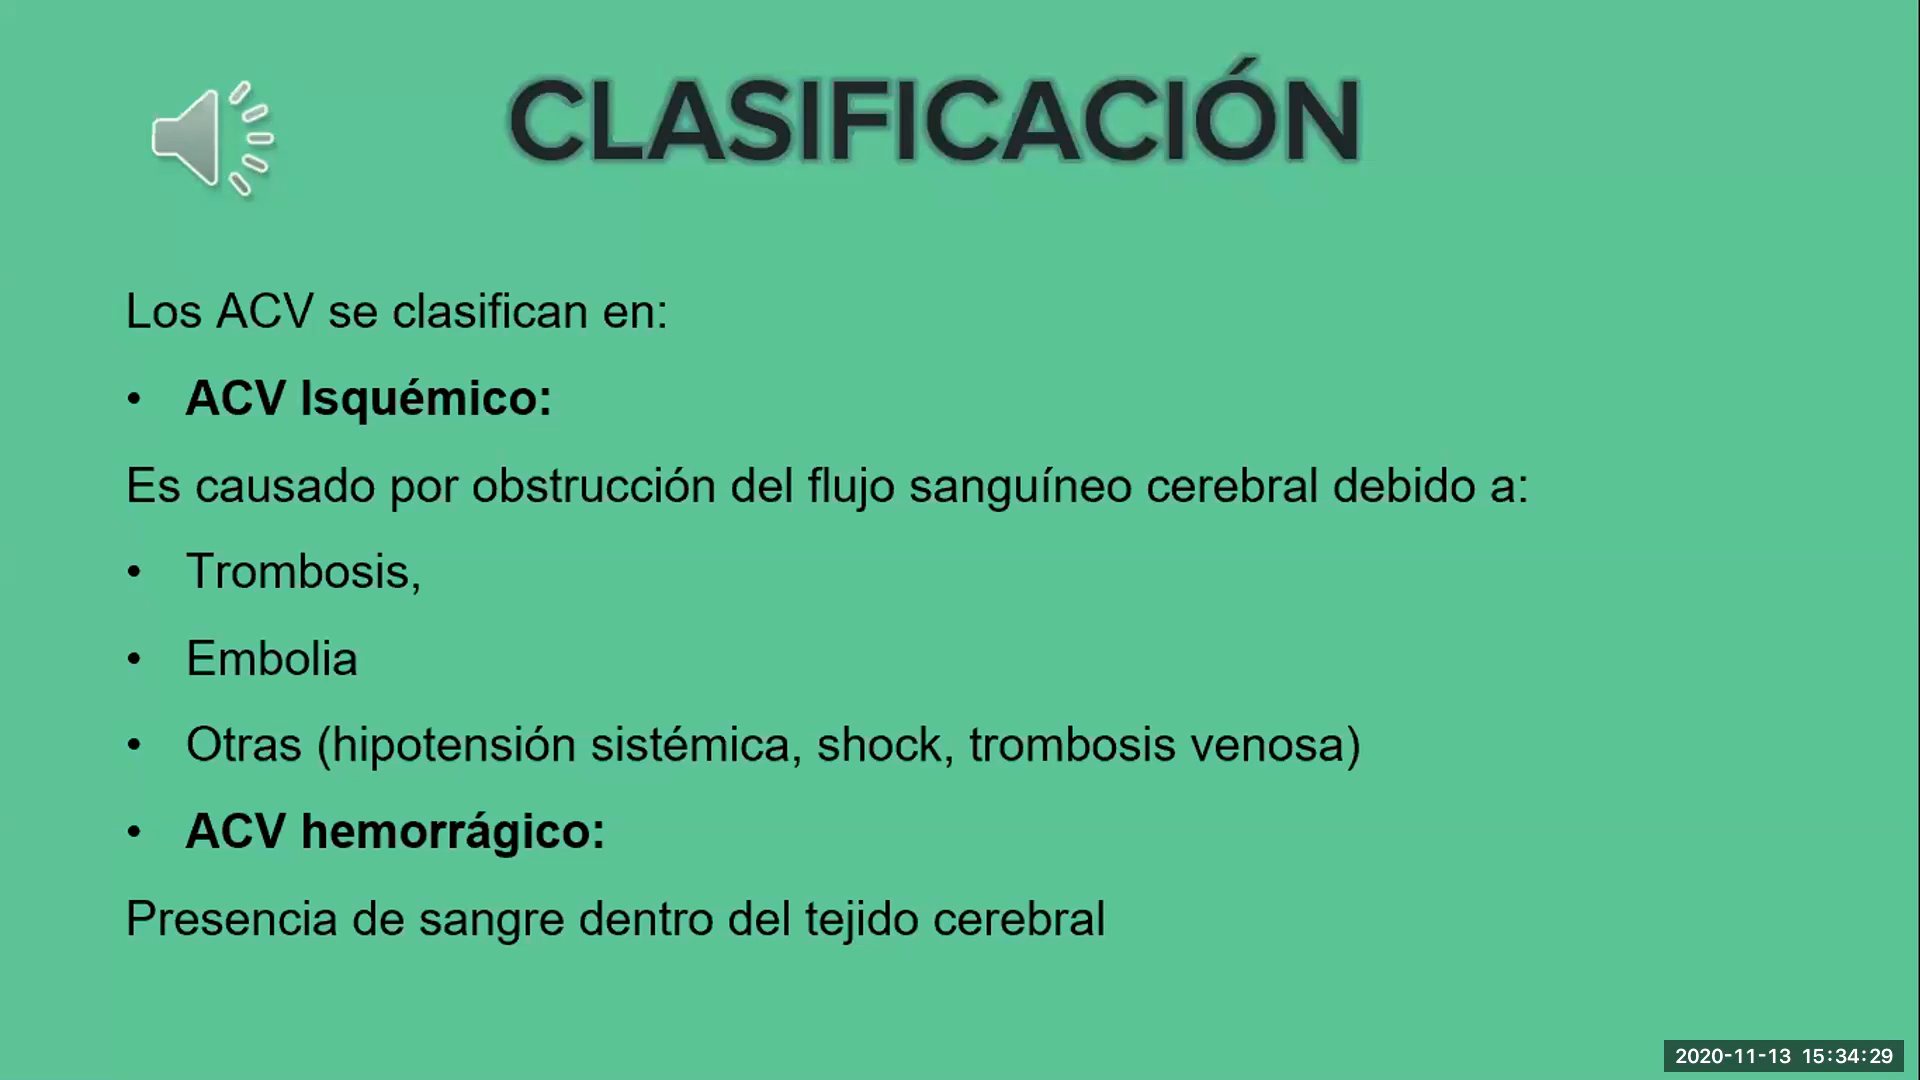 CLASIFICACIÓN
Los ACV se clasifican en:
• ACV Isquémico:
Es causado por obstrucción del flujo sanguíneo cerebral debido a:
• Trombosis,
• Embolia
• Otras (hipotensión sistémica, shock, trombosis venosa)
• ACV hemorrágico:
Presencia de sangre dentro del tejido cerebral
2020-11-13 15:34:29